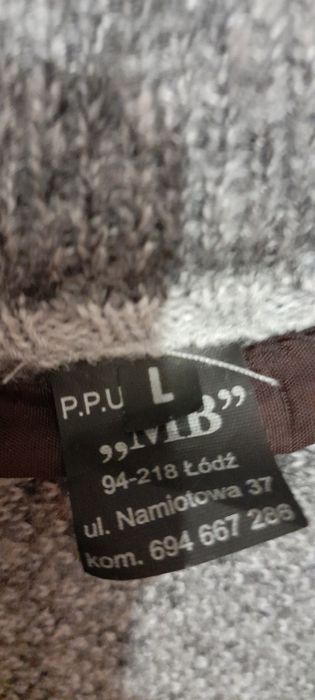 P.P.U
L
„MB”
94-218 Łódź
ul. Namiotowa 37
kom. 694 667 286